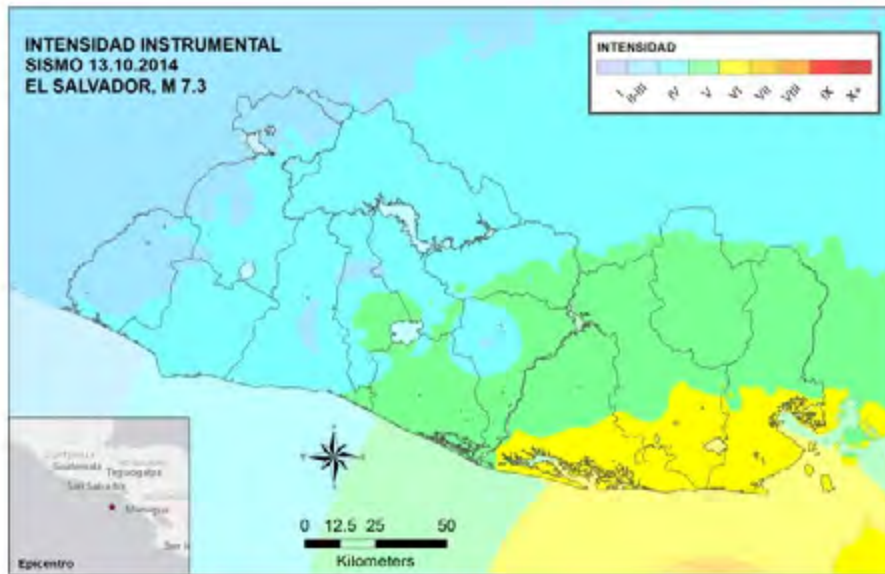 INTENSIDAD INSTRUMENTAL
SISMO 13.10.2014
EL SALVADOR, M 7.3
INTENSIDAD
I II-III IV V VI VII VIII IX X+
Guatemala
Tegucigalpa
San Salvador
Managua
San
Epicentro
0 12.5 25 50
Kilometers